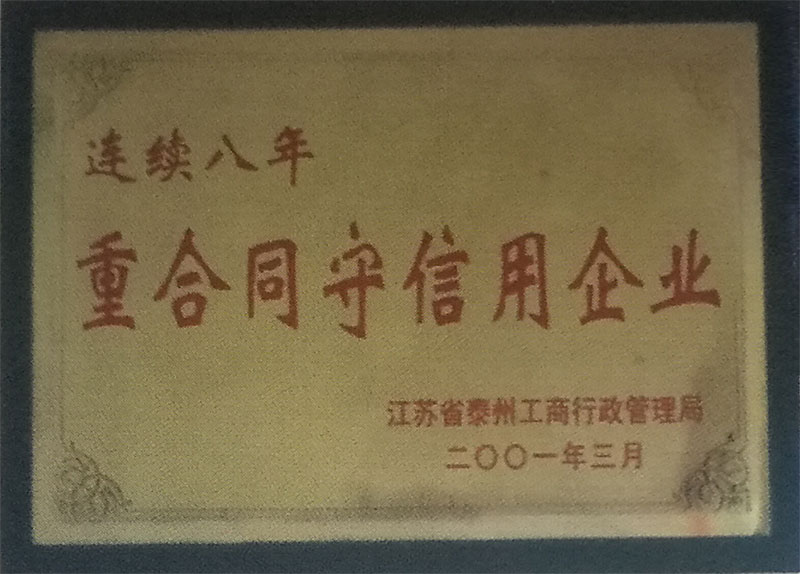 连续八年
重合同守信用企业
江苏省泰州工商行政管理局
二〇〇一年三月